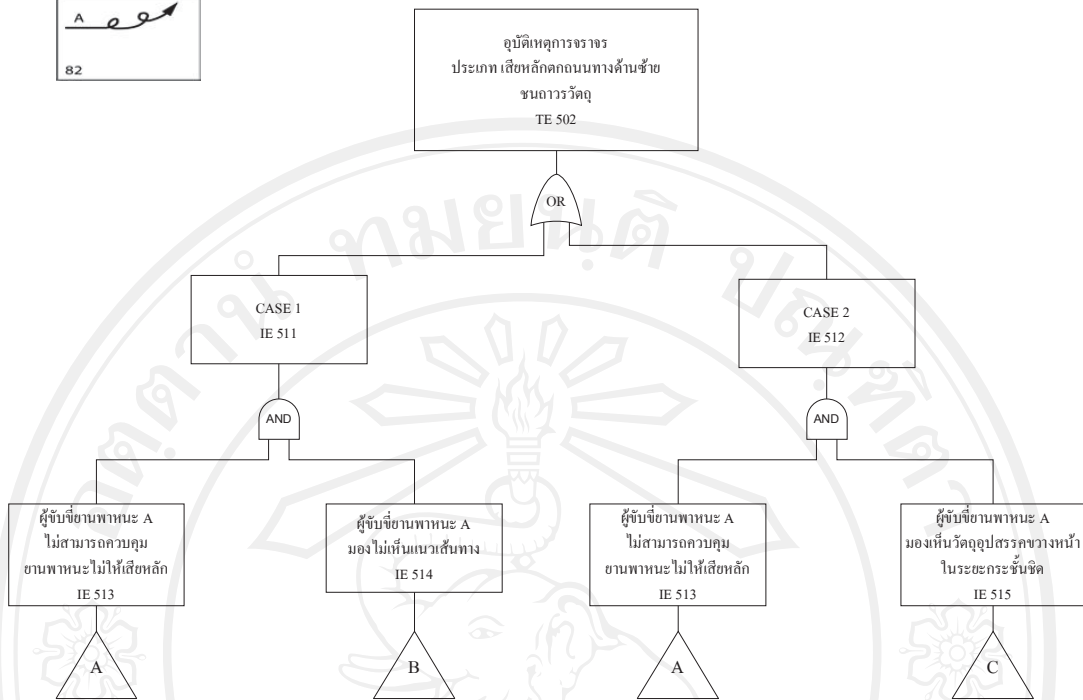 A
82
อุบัติเหตุการจราจร
ประเภท เสียหลักตกถนนทางด้านซ้าย
ชนถาวรวัตถุ
TE 502
OR
CASE 1
IE 511
CASE 2
IE 512
AND
AND
ผู้ขับขี่ยานพาหนะ A
ไม่สามารถควบคุม
ยานพาหนะไม่ให้เสียหลัก
IE 513
ผู้ขับขี่ยานพาหนะ A
มองไม่เห็นแนวเส้นทาง
IE 514
ผู้ขับขี่ยานพาหนะ A
ไม่สามารถควบคุม
ยานพาหนะไม่ให้เสียหลัก
IE 513
ผู้ขับขี่ยานพาหนะ A
มองเห็นวัตถุอุปสรรคขวางหน้า
ในระยะกระชั้นชิด
IE 515
A
B
A
C